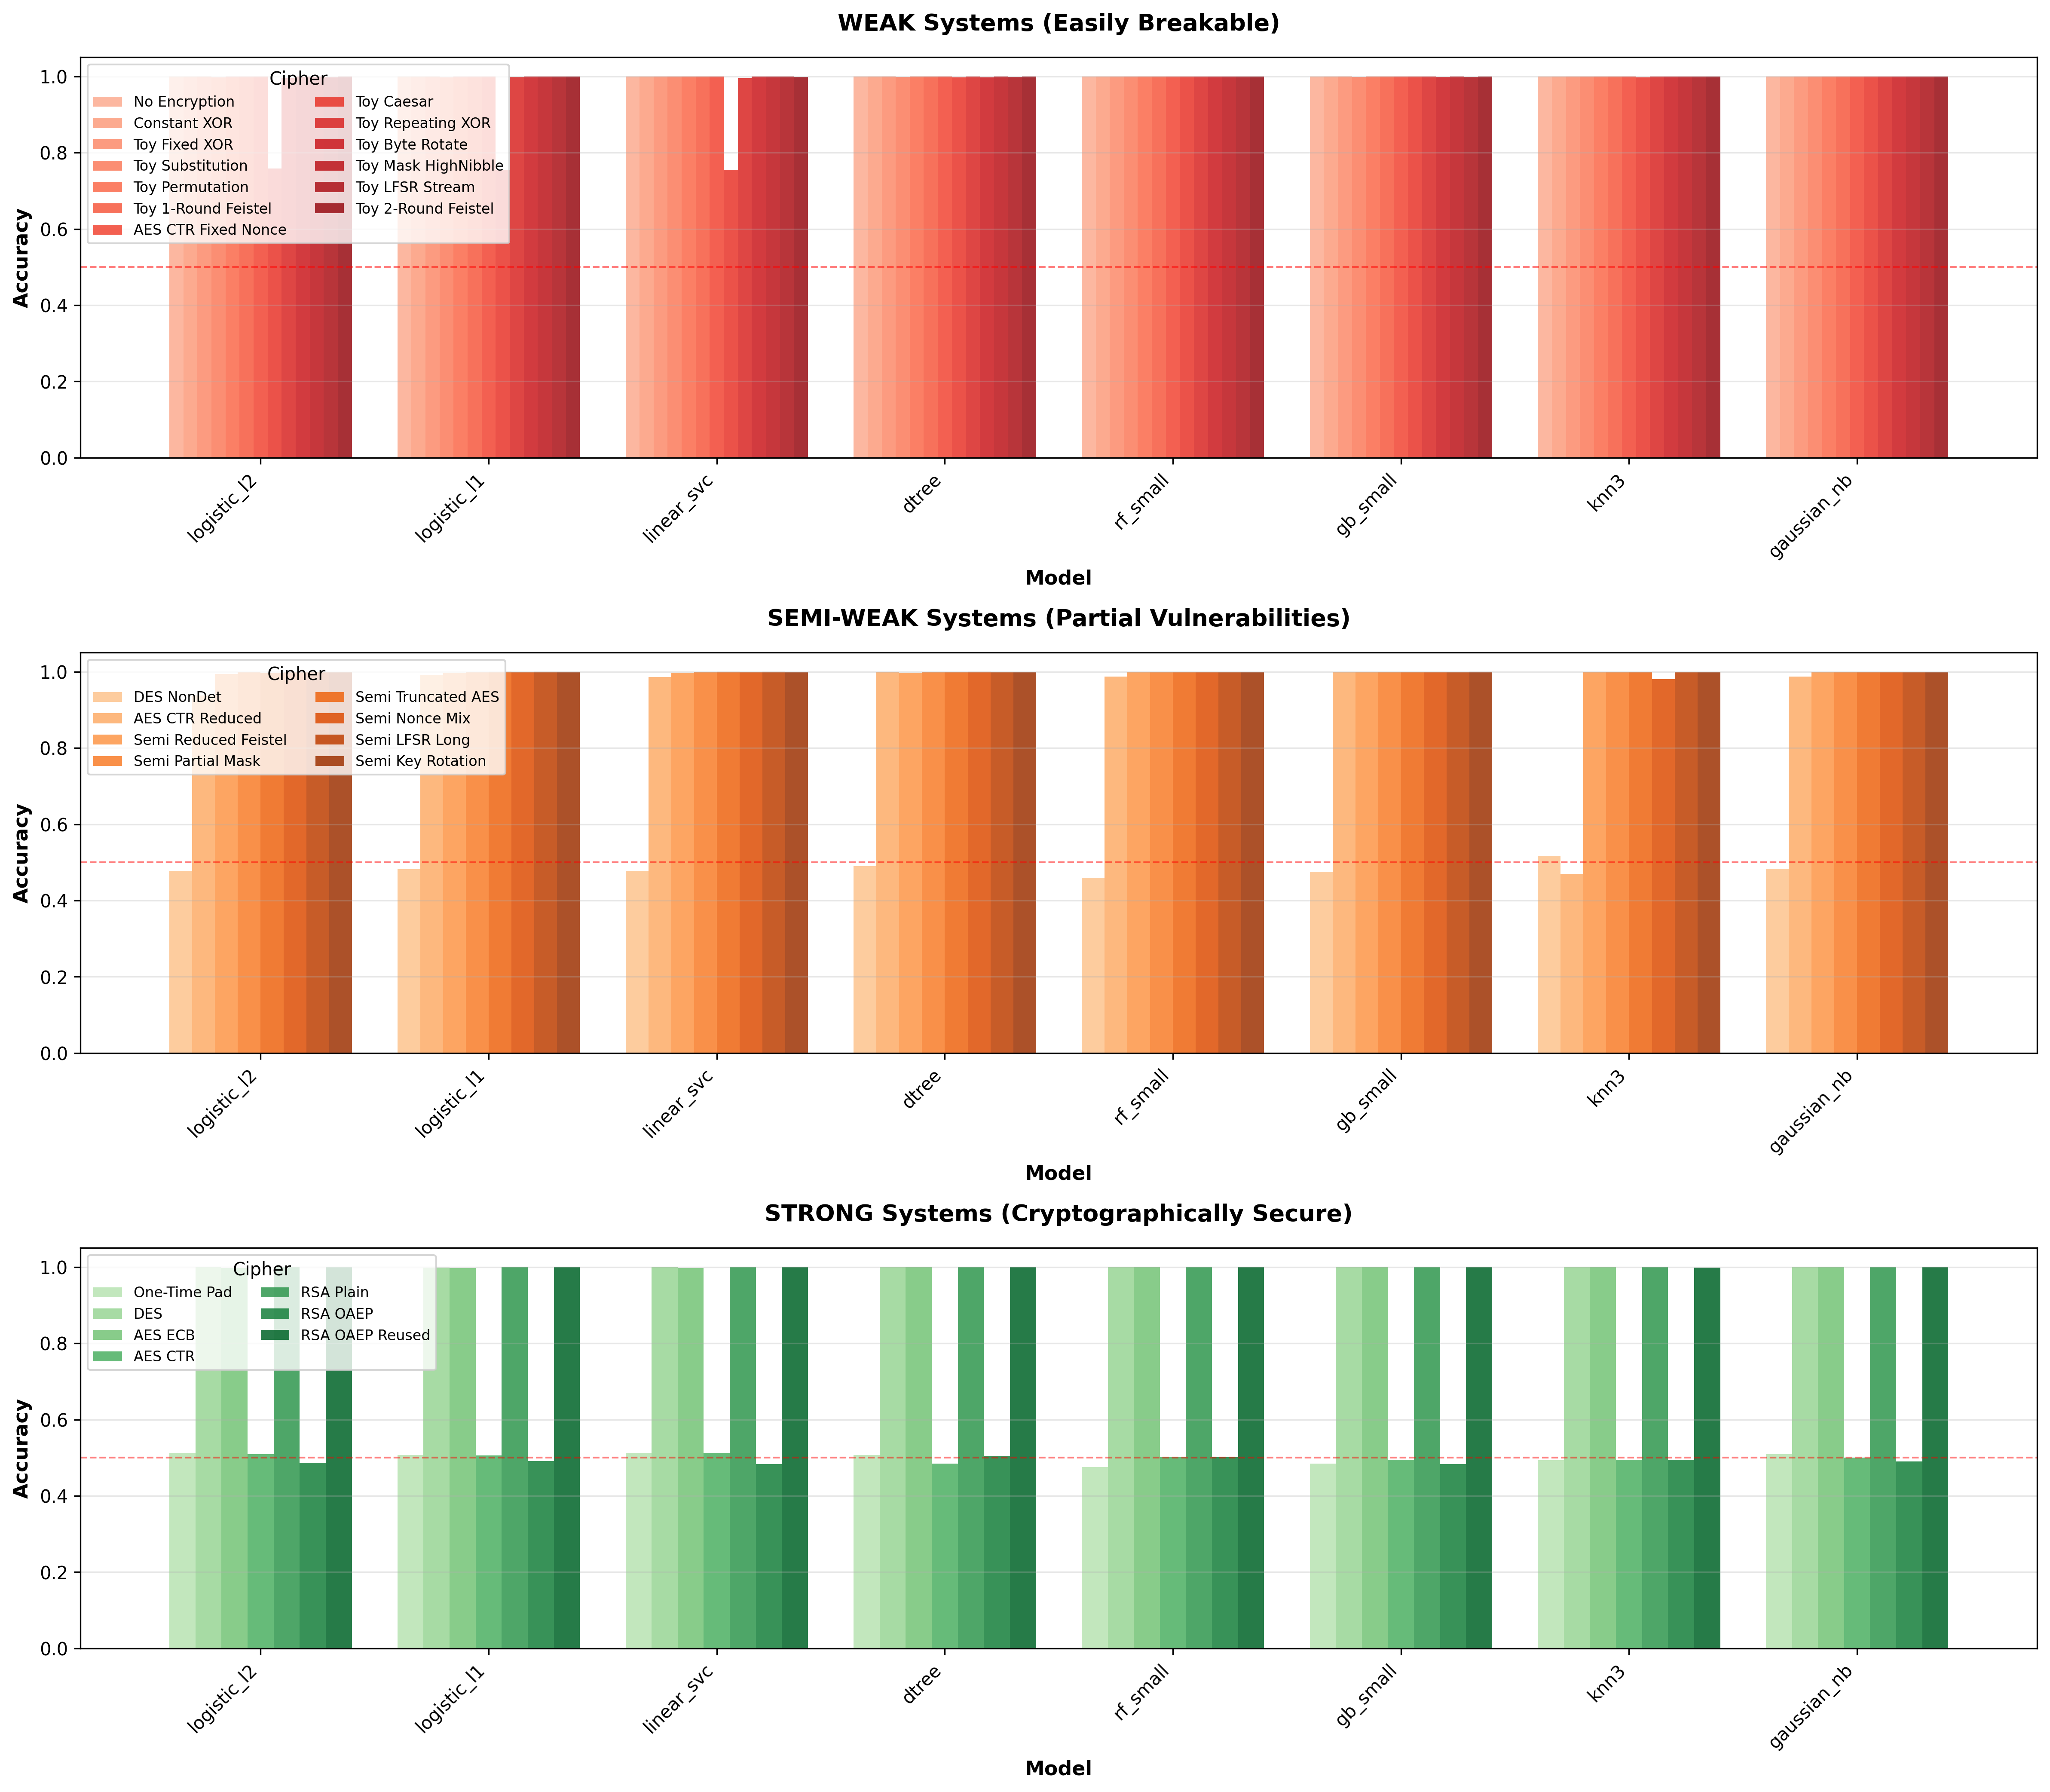 WEAK Systems (Easily Breakable)
Accuracy
1.0
0.8
0.6
0.4
0.2
0.0
Cipher
No Encryption
Constant XOR
Toy Fixed XOR
Toy Substitution
Toy Permutation
Toy 1-Round Feistel
AES CTR Fixed Nonce
Toy Caesar
Toy Repeating XOR
Toy Byte Rotate
Toy Mask HighNibble
Toy LFSR Stream
Toy 2-Round Feistel
logistic_l2
logistic_l1
linear_svc
dtree
rf_small
gb_small
knn3
gaussian_nb
Model
SEMI-WEAK Systems (Partial Vulnerabilities)
Accuracy
1.0
0.8
0.6
0.4
0.2
0.0
Cipher
DES NonDet
AES CTR Reduced
Semi Reduced Feistel
Semi Partial Mask
Semi Truncated AES
Semi Nonce Mix
Semi LFSR Long
Semi Key Rotation
logistic_l2
logistic_l1
linear_svc
dtree
rf_small
gb_small
knn3
gaussian_nb
Model
STRONG Systems (Cryptographically Secure)
Accuracy
1.0
0.8
0.6
0.4
0.2
0.0
Cipher
One-Time Pad
DES
AES ECB
AES CTR
RSA Plain
RSA OAEP
RSA OAEP Reused
logistic_l2
logistic_l1
linear_svc
dtree
rf_small
gb_small
knn3
gaussian_nb
Model